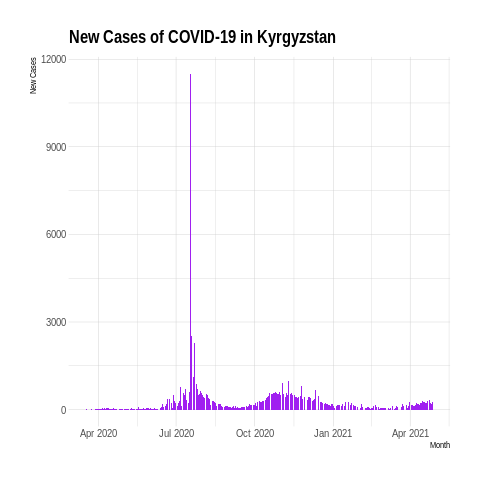 New Cases of COVID-19 in Kyrgyzstan
New Cases
12000
9000
6000
3000
0
Apr 2020
Jul 2020
Oct 2020
Jan 2021
Apr 2021
Month